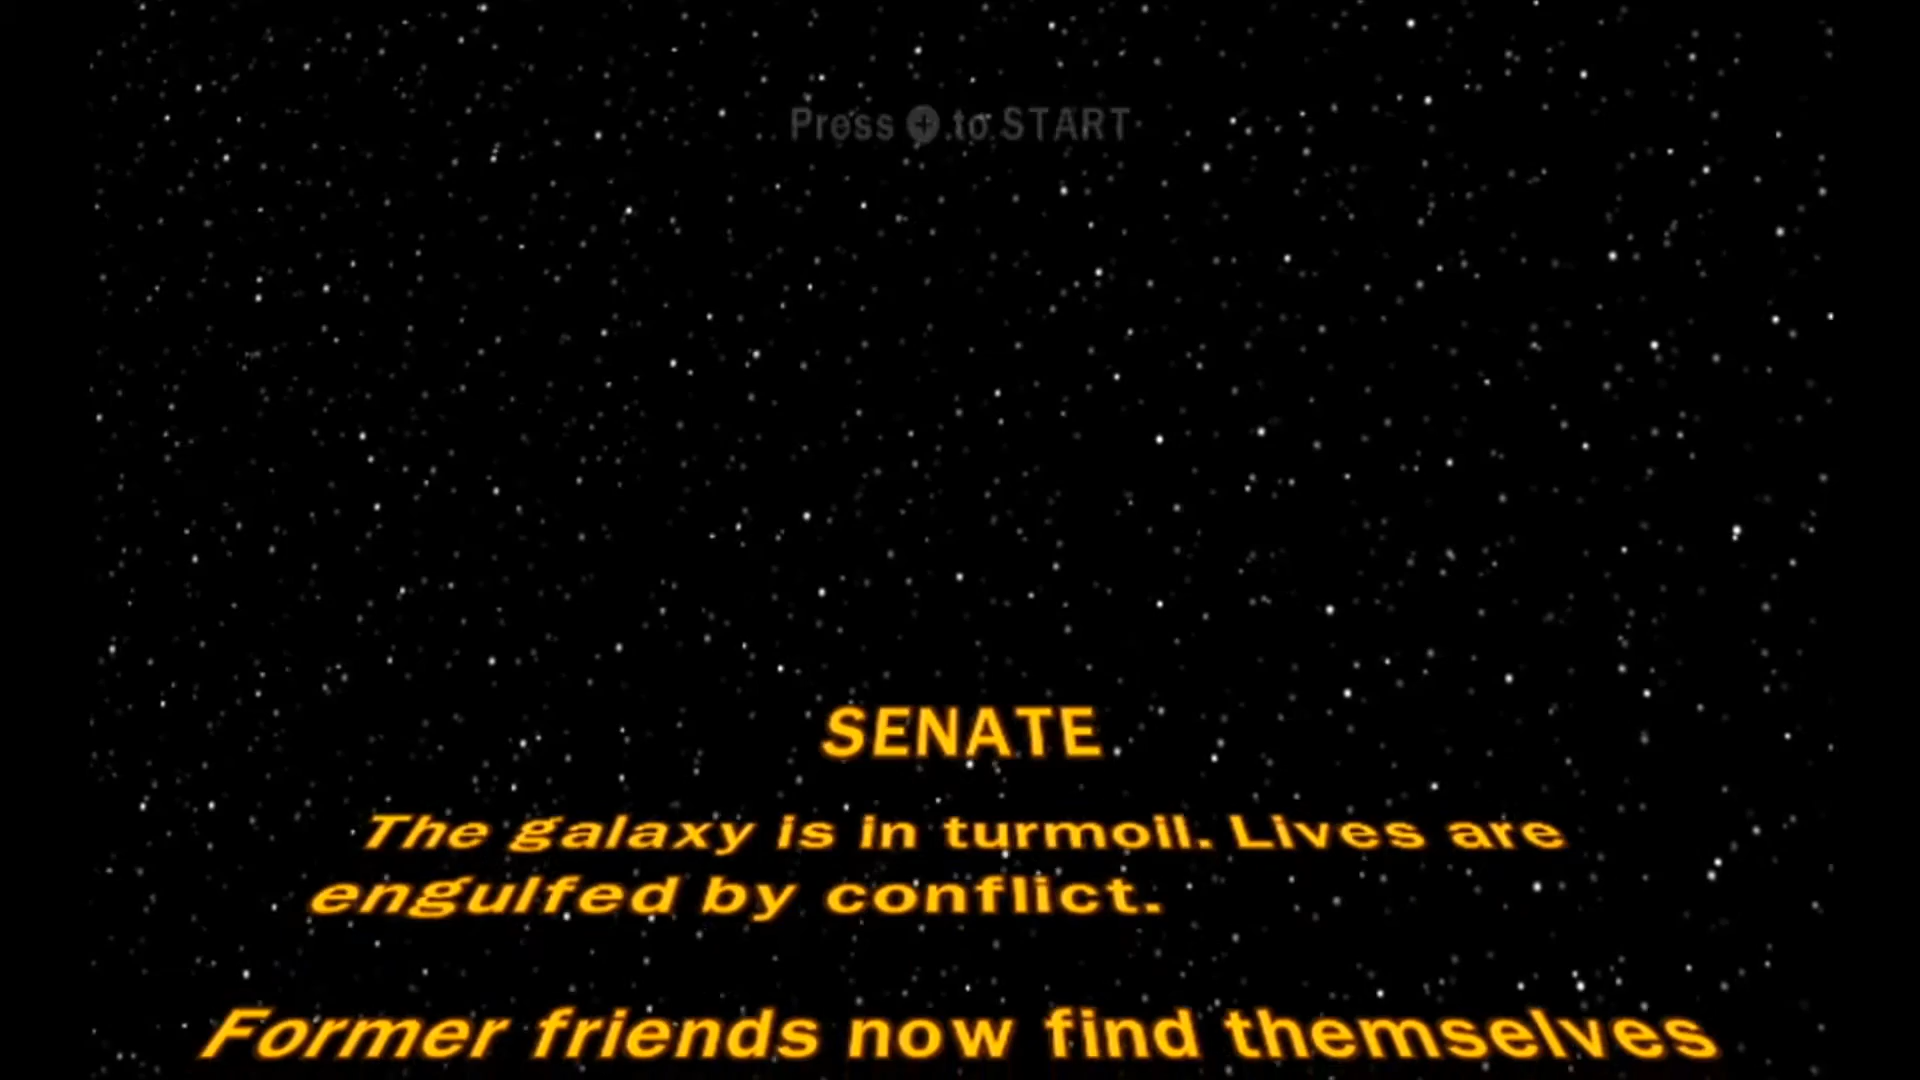 Press + to START
SENATE
The galaxy is in turmoil. Lives are
engulfed by conflict.
Former friends now find themselves